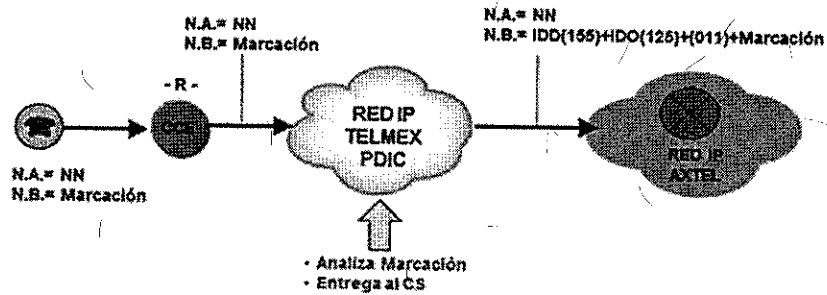 N.A.= NN
N.B.= Marcación
N.A.= NN
N.B.= IDD(155)+IDO(125)+(011)+Marcación
- R -
CCE
RED IP
TELMEX
PDIC
RED IP
AXTEL
N.A.= NN
N.B.= Marcación
• Analiza Marcación
• Entrega al CS